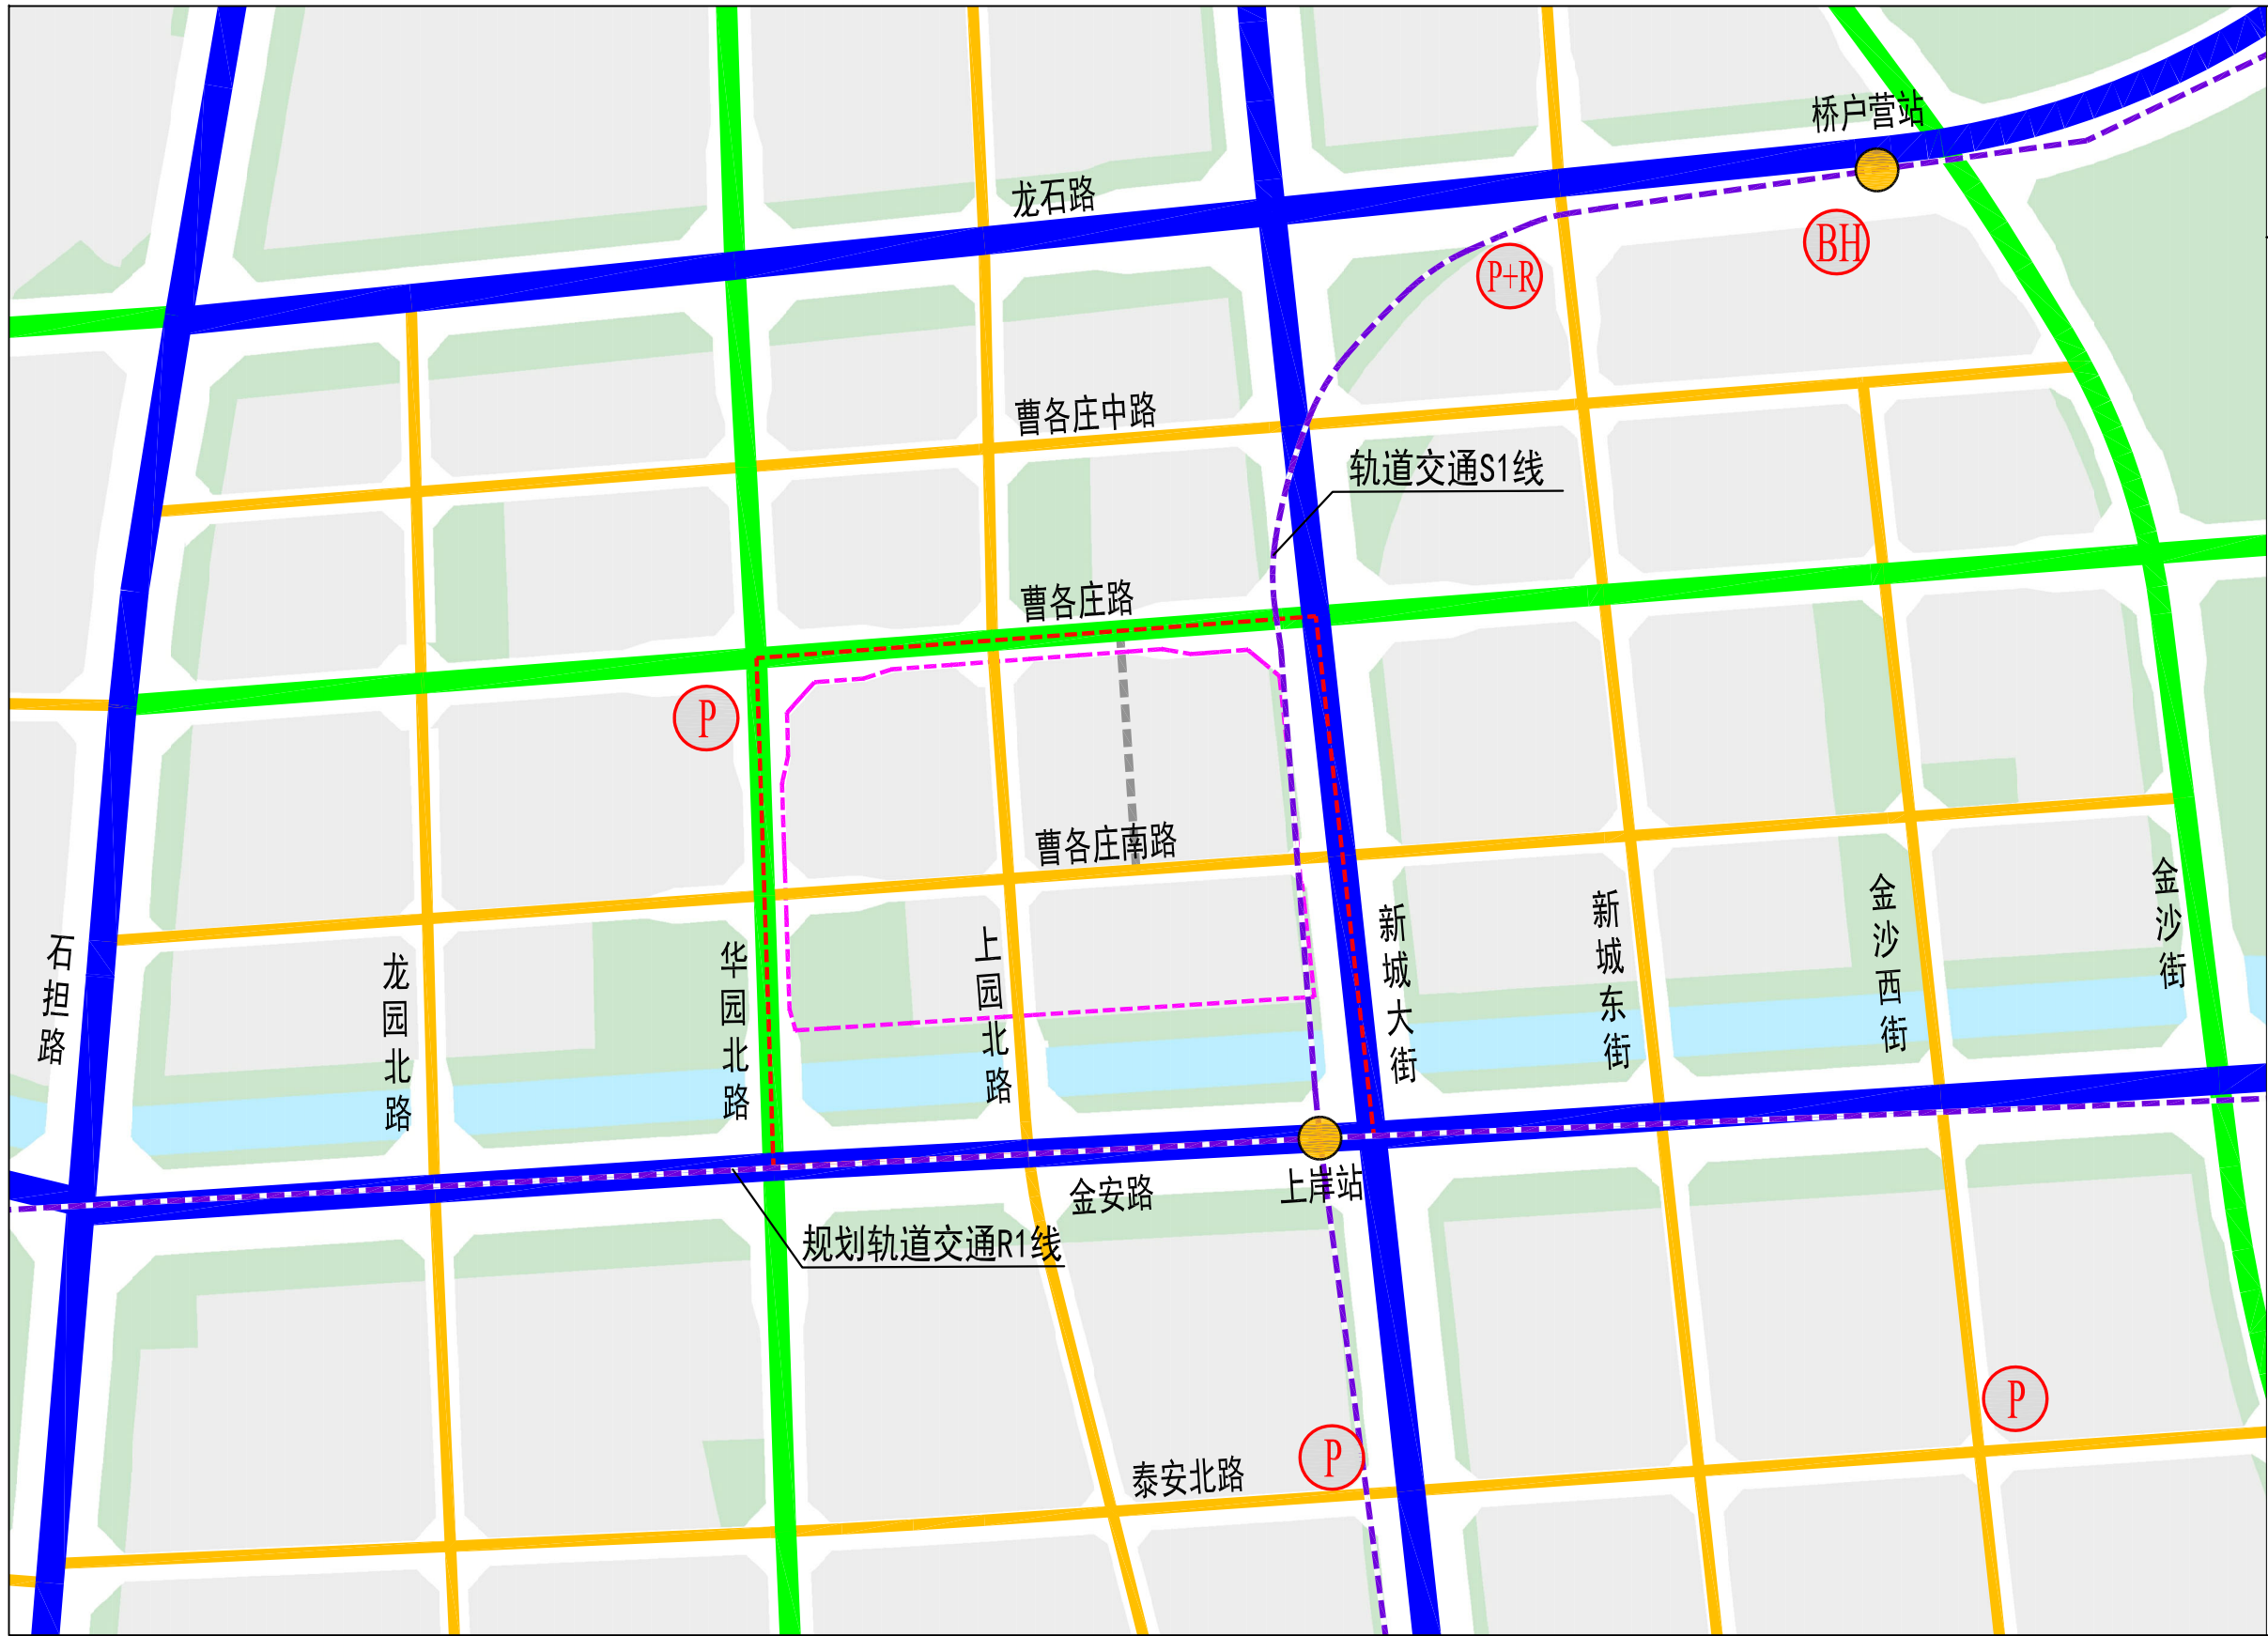 桥户营站
龙石路
BH
P+R
曹各庄中路
轨道交通S1线
曹各庄路
P
曹各庄南路
石担路
龙园北路
华园北路
上园北路
新城大街
新城东街
金沙西街
金沙街
金安路
上岸站
规划轨道交通R1线
P
P
泰安北路